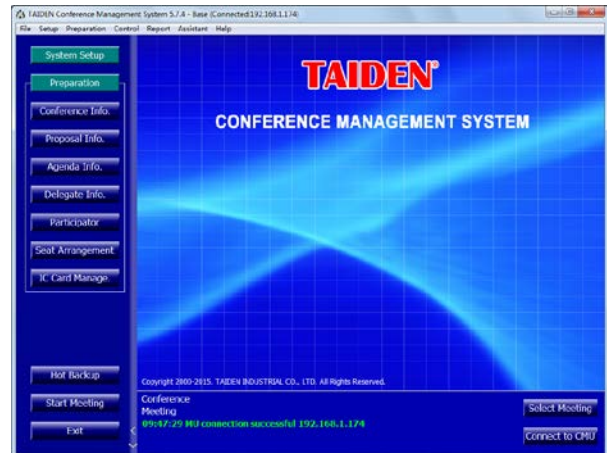 TAIDEN Conference Management System 5.7.4 - Base (Connected:192.168.1.174)
File Setup Preparation Control Report Assistant Help
System Setup
Preparation
Conference Info.
Proposal Info.
Agenda Info.
Delegate Info.
Participator
Seat Arrangement
IC Card Manage.
Hot Backup
Start Meeting
Exit
TAIDEN®
CONFERENCE MANAGEMENT SYSTEM
Copyright 2000-2015. TAIDEN INDUSTRIAL CO., LTD. All Rights Reserved.
Conference
Meeting
09:47:29 MU connection successful 192.168.1.174
Select Meeting
Connect to CMU